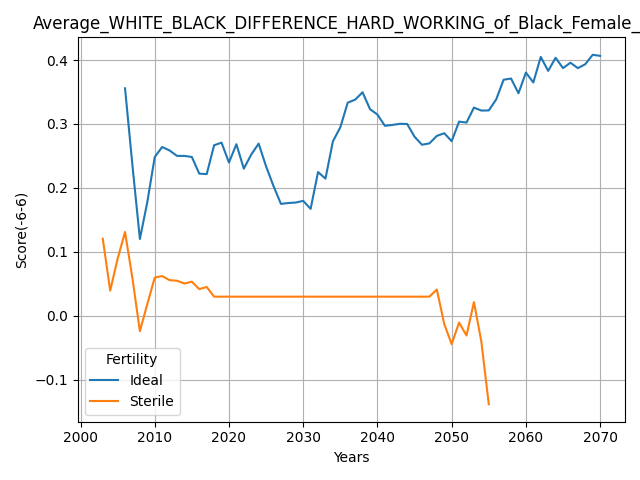 Average_WHITE_BLACK_DIFFERENCE_HARD_WORKING_of_Black_Female_
Score(-6-6)
0.4
0.3
0.2
0.1
0.0
−0.1
Fertility
Ideal
Sterile
2000 2010 2020 2030 2040 2050 2060 2070
Years